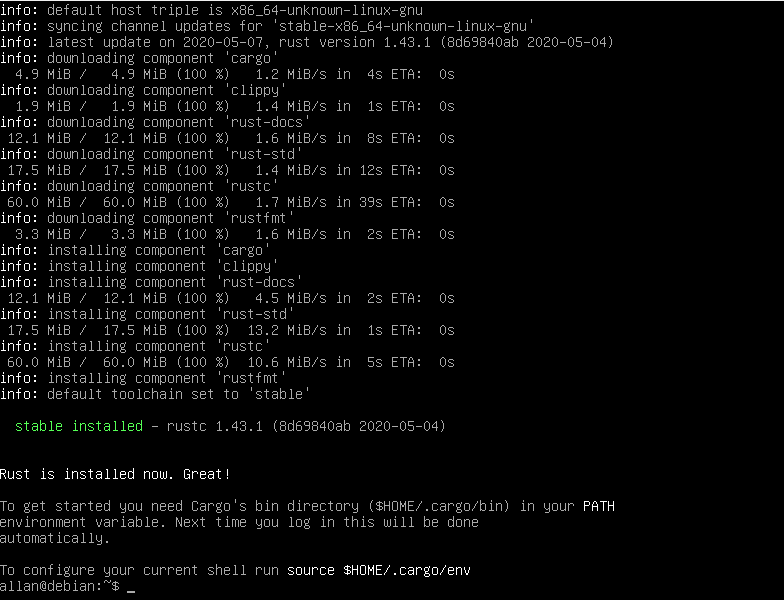 info: default host triple is x86_64-unknown-linux-gnu
info: syncing channel updates for 'stable-x86_64-unknown-linux-gnu'
info: latest update on 2020-05-07, rust version 1.43.1 (8d69840ab 2020-05-04)
info: downloading component 'cargo'
  4.9 MiB /   4.9 MiB (100 %)   1.2 MiB/s in  4s ETA:  0s
info: downloading component 'clippy'
  1.9 MiB /   1.9 MiB (100 %)   1.4 MiB/s in  1s ETA:  0s
info: downloading component 'rust-docs'
 12.1 MiB /  12.1 MiB (100 %)   1.6 MiB/s in  8s ETA:  0s
info: downloading component 'rust-std'
 17.5 MiB /  17.5 MiB (100 %)   1.4 MiB/s in 12s ETA:  0s
info: downloading component 'rustc'
 60.0 MiB /  60.0 MiB (100 %)   1.7 MiB/s in 39s ETA:  0s
info: downloading component 'rustfmt'
  3.3 MiB /   3.3 MiB (100 %)   1.6 MiB/s in  2s ETA:  0s
info: installing component 'cargo'
info: installing component 'clippy'
info: installing component 'rust-docs'
 12.1 MiB /  12.1 MiB (100 %)   4.5 MiB/s in  2s ETA:  0s
info: installing component 'rust-std'
 17.5 MiB /  17.5 MiB (100 %)  13.2 MiB/s in  1s ETA:  0s
info: installing component 'rustc'
 60.0 MiB /  60.0 MiB (100 %)  10.6 MiB/s in  5s ETA:  0s
info: installing component 'rustfmt'
info: default toolchain set to 'stable'
  stable installed - rustc 1.43.1 (8d69840ab 2020-05-04)
Rust is installed now. Great!
To get started you need Cargo's bin directory ($HOME/.cargo/bin) in your PATH
environment variable. Next time you log in this will be done
automatically.
To configure your current shell run source $HOME/.cargo/env
allan@debian:~$ _